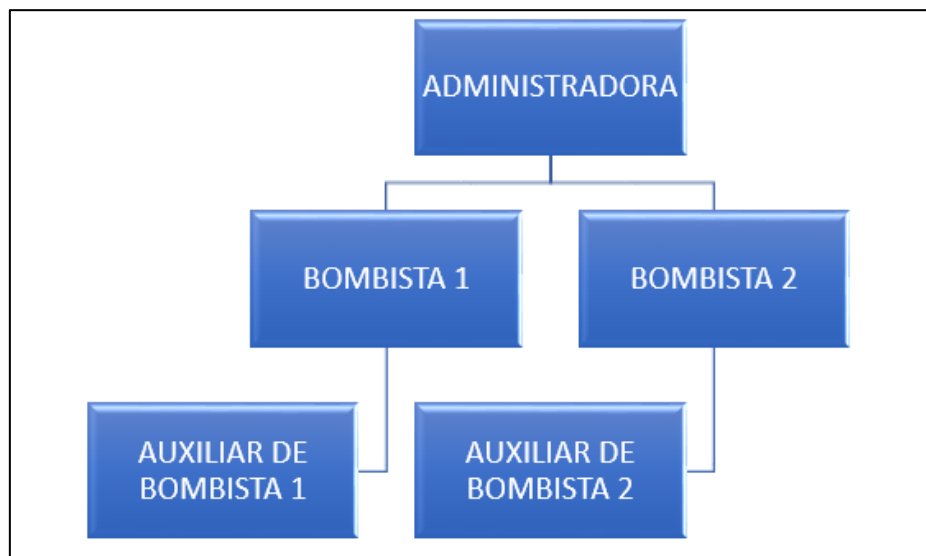 ADMINISTRADORA
BOMBISTA 1
BOMBISTA 2
AUXILIAR DE
BOMBISTA 1
AUXILIAR DE
BOMBISTA 2